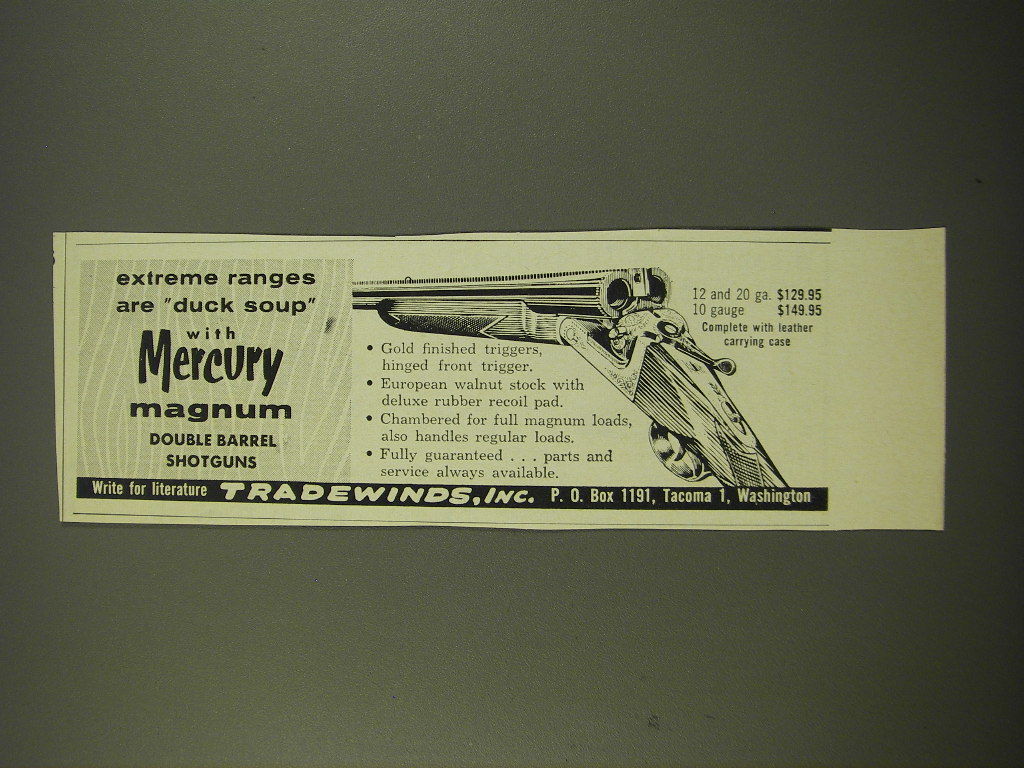 extreme ranges
are "duck soup"
with
Mercury
magnum
DOUBLE BARREL
SHOTGUNS
12 and 20 ga. $129.95
10 gauge $149.95
Complete with leather
carrying case
• Gold finished triggers,
hinged front trigger.
• European walnut stock with
deluxe rubber recoil pad.
• Chambered for full magnum loads,
also handles regular loads.
• Fully guaranteed . . . parts and
service always available.
Write for literature TRADEWINDS, INC. P. O. Box 1191, Tacoma 1, Washington